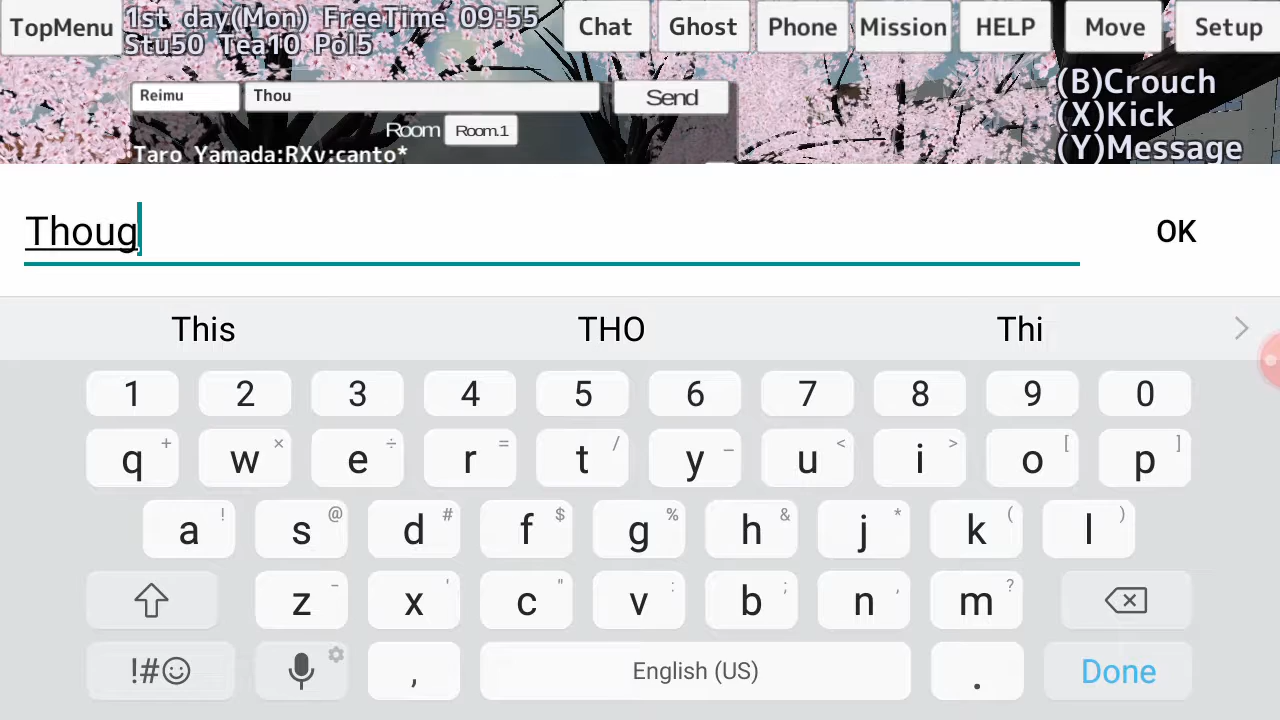 TopMenu
1st day(Mon) FreeTime 09:55
Stu50 Tea10 Pol5
Chat
Ghost
Phone
Mission
HELP
Move
Setup
(B)Crouch
(X)Kick
(Y)Message
Reimu
Thou
Send
Room
Room.1
Taro Yamada:RXv:canto*
Thoug
OK
This THO Thi
1 2 3 4 5 6 7 8 9 0
q + w × e ÷ r = t / y _ u < i > o [ p ]
a ! s @ d # f $ g % h & j * k ( l )
z - x ' c " v : b ; n , m ?
!#☺ , English (US) . Done